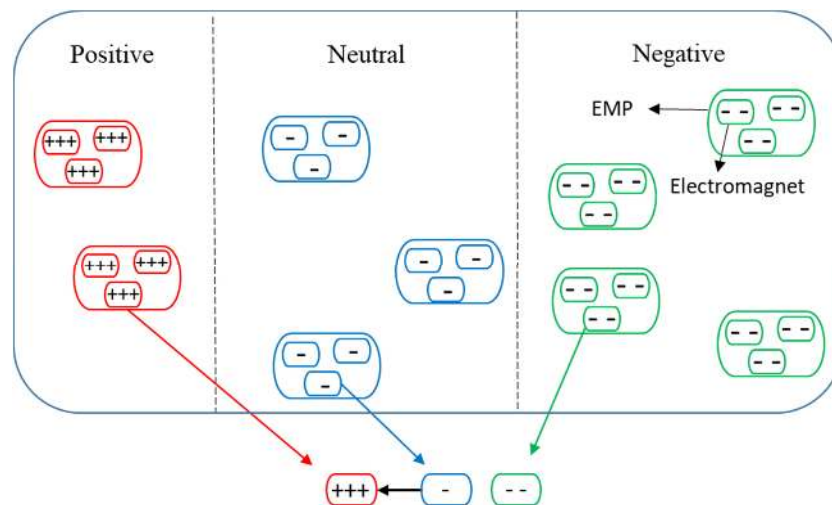 Positive Neutral Negative
EMP
Electromagnet
+++ +++ +++
+++ +++ +++
- - -
- - -
- - -
- - - - - -
- - - - - -
- - - - - -
- - - - - -
+++ - - -